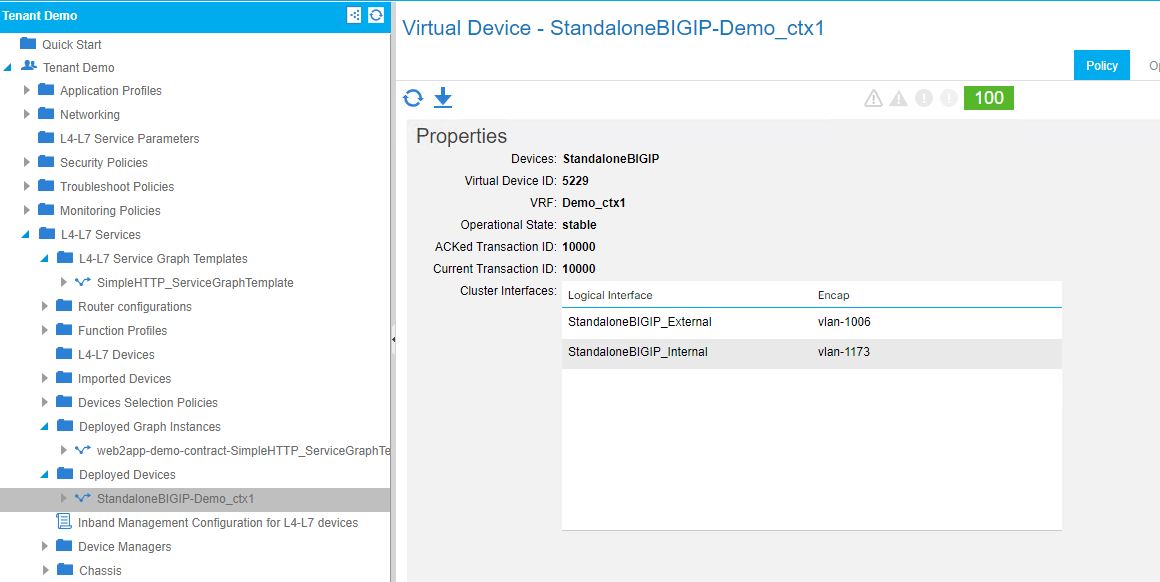 Tenant Demo
Quick Start
Tenant Demo
Application Profiles
Networking
L4-L7 Service Parameters
Security Policies
Troubleshoot Policies
Monitoring Policies
L4-L7 Services
L4-L7 Service Graph Templates
SimpleHTTP_ServiceGraphTemplate
Router configurations
Function Profiles
L4-L7 Devices
Imported Devices
Devices Selection Policies
Deployed Graph Instances
web2app-demo-contract-SimpleHTTP_ServiceGraphTe
Deployed Devices
StandaloneBIGIP-Demo_ctx1
Inband Management Configuration for L4-L7 devices
Device Managers
Chassis
Virtual Device - StandaloneBIGIP-Demo_ctx1
Policy Op
100
Properties
Devices: StandaloneBIGIP
Virtual Device ID: 5229
VRF: Demo_ctx1
Operational State: stable
ACKed Transaction ID: 10000
Current Transaction ID: 10000
Cluster Interfaces:
Logical Interface Encap
StandaloneBIGIP_External vlan-1006
StandaloneBIGIP_Internal vlan-1173